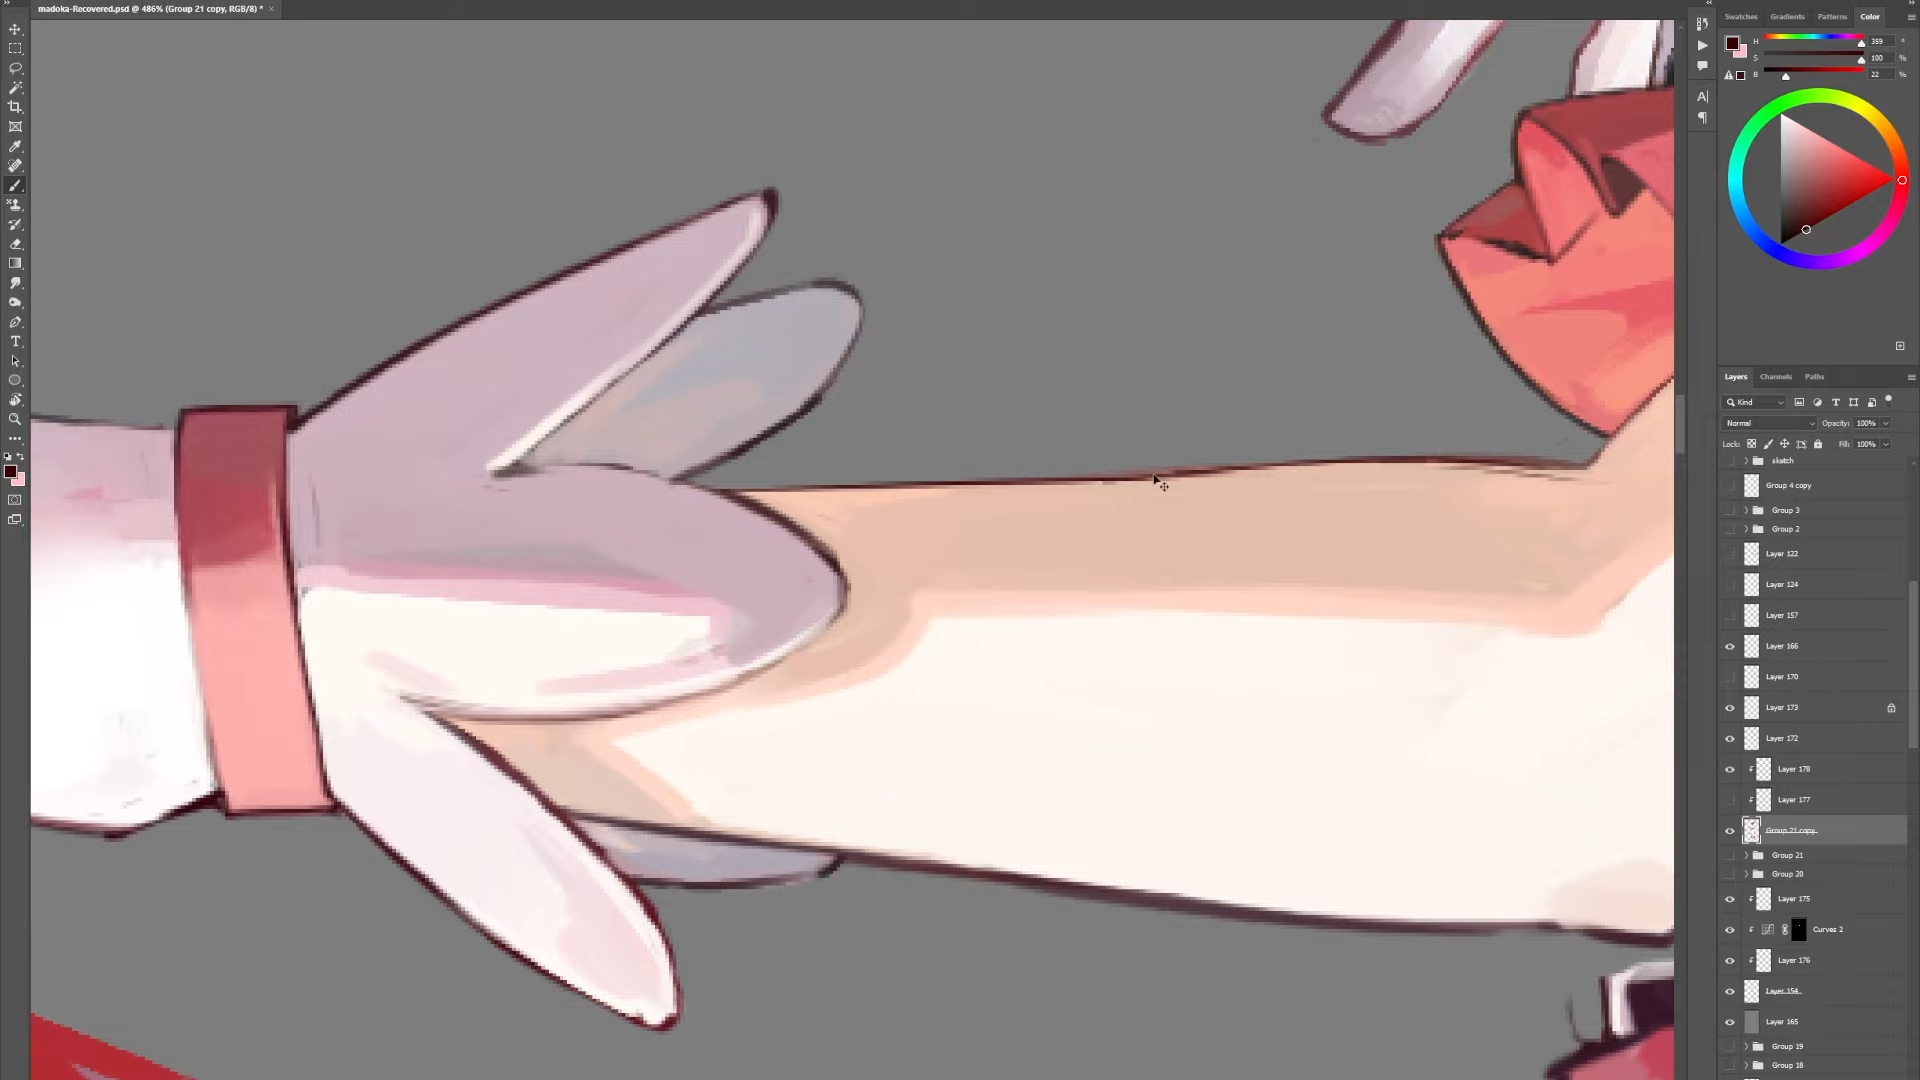 madoka-Recovered.psd @ 486% (Group 21 copy, RGB/8) * ×
Swatches Gradients Patterns Color
H 359 °
S 100 %
B 22 %
Layers Channels Paths
Kind
Normal Opacity: 100%
Lock: Fill: 100%
sketch
Group 4 copy
Group 3
Group 2
Layer 122
Layer 124
Layer 157
Layer 166
Layer 170
Layer 173
Layer 172
Layer 178
Layer 177
Group 21 copy
Group 21
Group 20
Layer 175
Curves 2
Layer 176
Layer 154
Layer 165
Group 19
Group 18